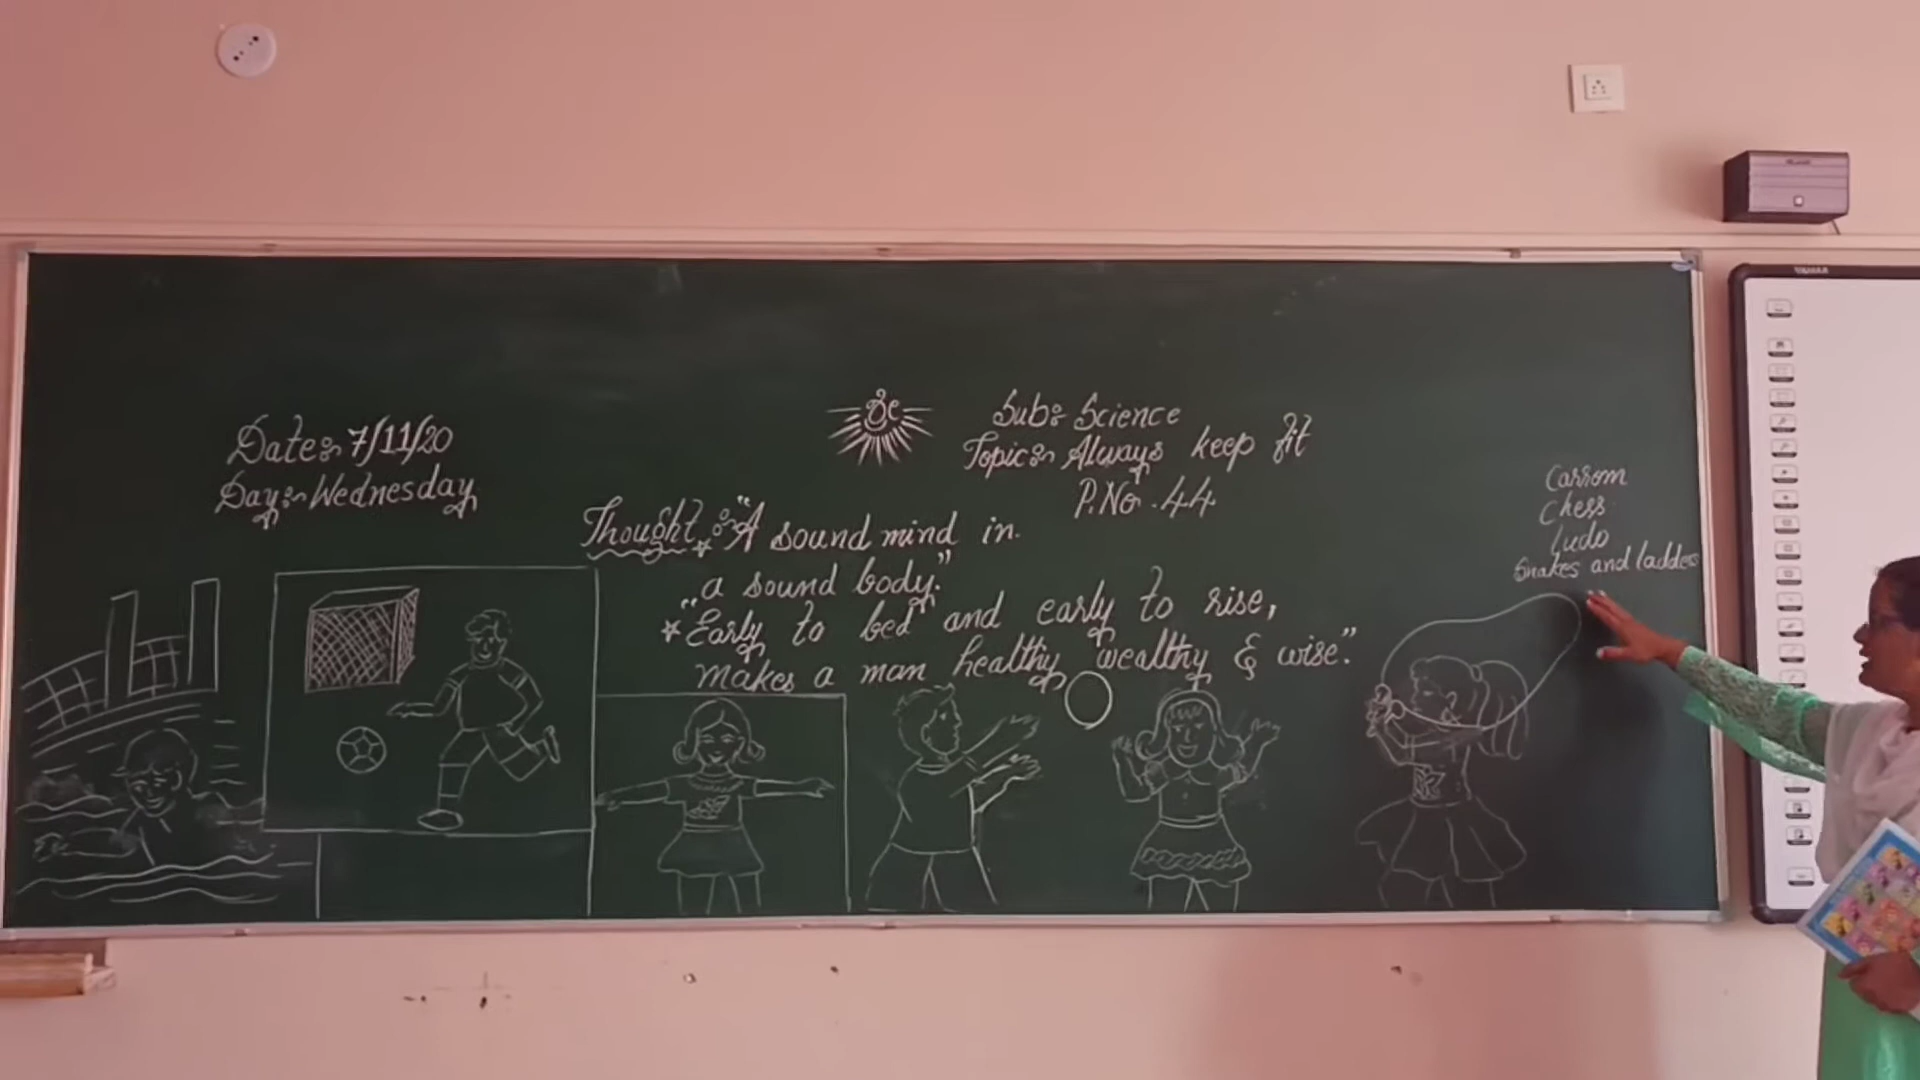 Date:- 7/11/20
Day:- Wednesday
Sub:- Science
Topic:- Always keep fit
P.No. 44
Thought :- "A sound mind in
a sound body."
"Early to bed and early to rise,
makes a man healthy wealthy & wise."
Carrom
Chess
Ludo
Snakes and ladders